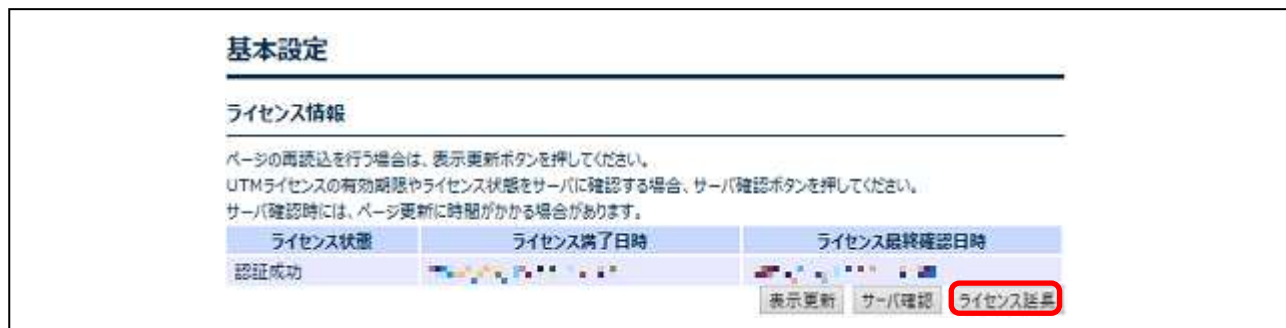 基本設定
ライセンス情報
ページの再読込を行う場合は、表示更新ボタンを押してください。
UTMライセンスの有効期限やライセンス状態をサーバに確認する場合、サーバ確認ボタンを押してください。
サーバ確認時には、ページ更新に時間がかかる場合があります。
ライセンス状態 ライセンス満了日時 ライセンス最終確認日時
認証成功
表示更新 サーバ確認 ライセンス延長